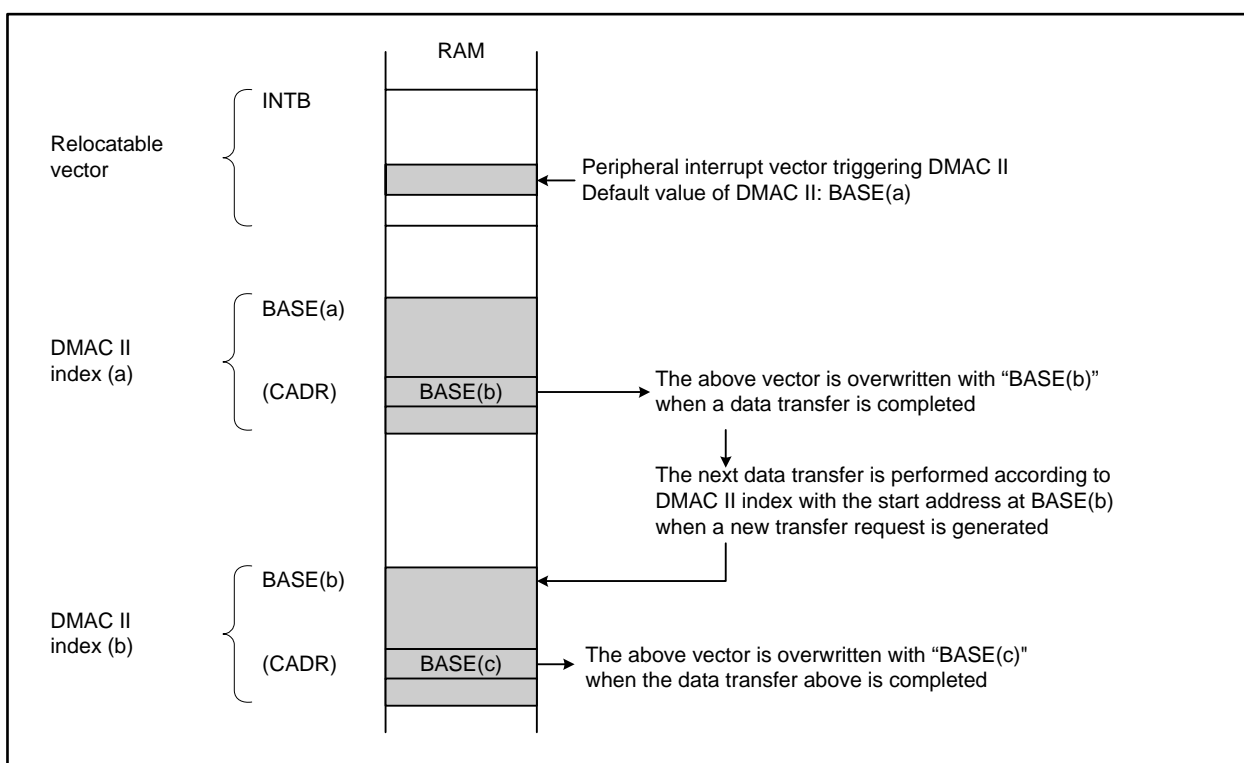 RAM
INTB
Relocatable
vector
Peripheral interrupt vector triggering DMAC II
Default value of DMAC II: BASE(a)
BASE(a)
DMAC II
index (a)
(CADR)
BASE(b)
The above vector is overwritten with “BASE(b)”
when a data transfer is completed
The next data transfer is performed according to
DMAC II index with the start address at BASE(b)
when a new transfer request is generated
BASE(b)
DMAC II
index (b)
(CADR)
BASE(c)
The above vector is overwritten with “BASE(c)"
when the data transfer above is completed